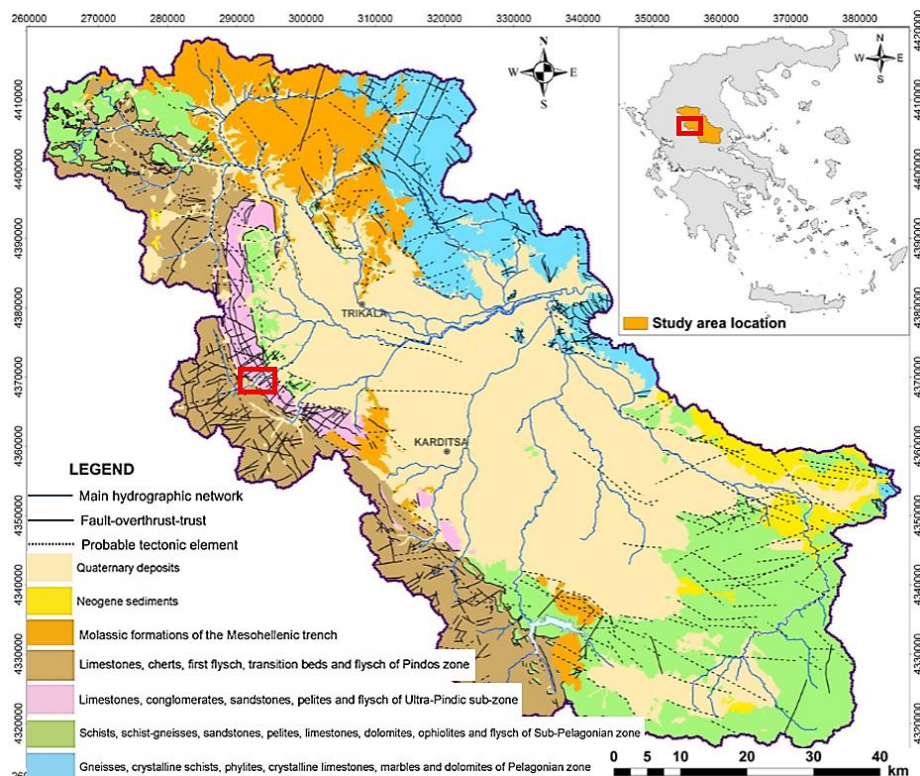 260000 270000 280000 290000 300000 310000 320000 330000 340000 350000 360000 370000 380000
4420000
4410000
4400000
4390000
4380000
4370000
4360000
4350000
4340000
4330000
4320000
4410000
4400000
4390000
4380000
4370000
4360000
4350000
4340000
4330000
4320000
N
W E
S
N
W E
S
Study area location
TRIKALA
KARDITSA
LEGEND
Main hydrographic network
Fault-overthrust-trust
Probable tectonic element
Quaternary deposits
Neogene sediments
Molassic formations of the Mesohellenic trench
Limestones, cherts, first flysch, transition beds and flysch of Pindos zone
Limestones, conglomerates, sandstones, pelites and flysch of Ultra-Pindic sub-zone
Schists, schist-gneisses, sandstones, pelites, limestones, dolomites, ophiolites and flysch of Sub-Pelagonian zone
Gneisses, crystalline schists, phylites, crystalline limestones, marbles and dolomites of Pelagonian zone
0 5 10 20 30 40
km